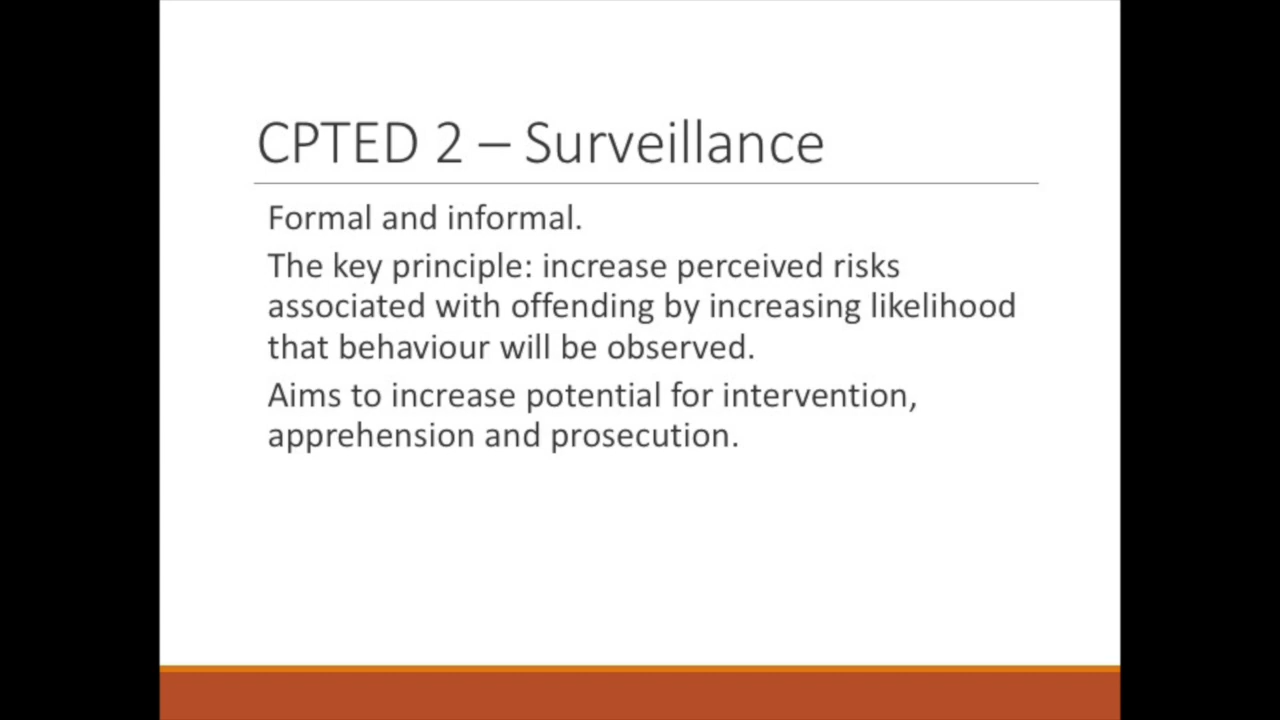 CPTED 2 – Surveillance
Formal and informal.
The key principle: increase perceived risks
associated with offending by increasing likelihood
that behaviour will be observed.
Aims to increase potential for intervention,
apprehension and prosecution.